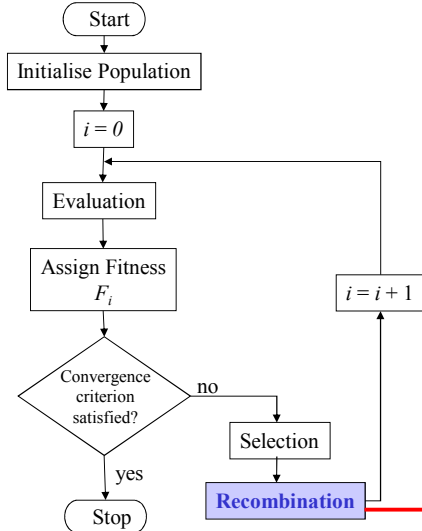 Start
Initialise Population
i = 0
Evaluation
Assign Fitness
F_i
Convergence
criterion
satisfied?
no
yes
Selection
Recombination
i = i + 1
Stop